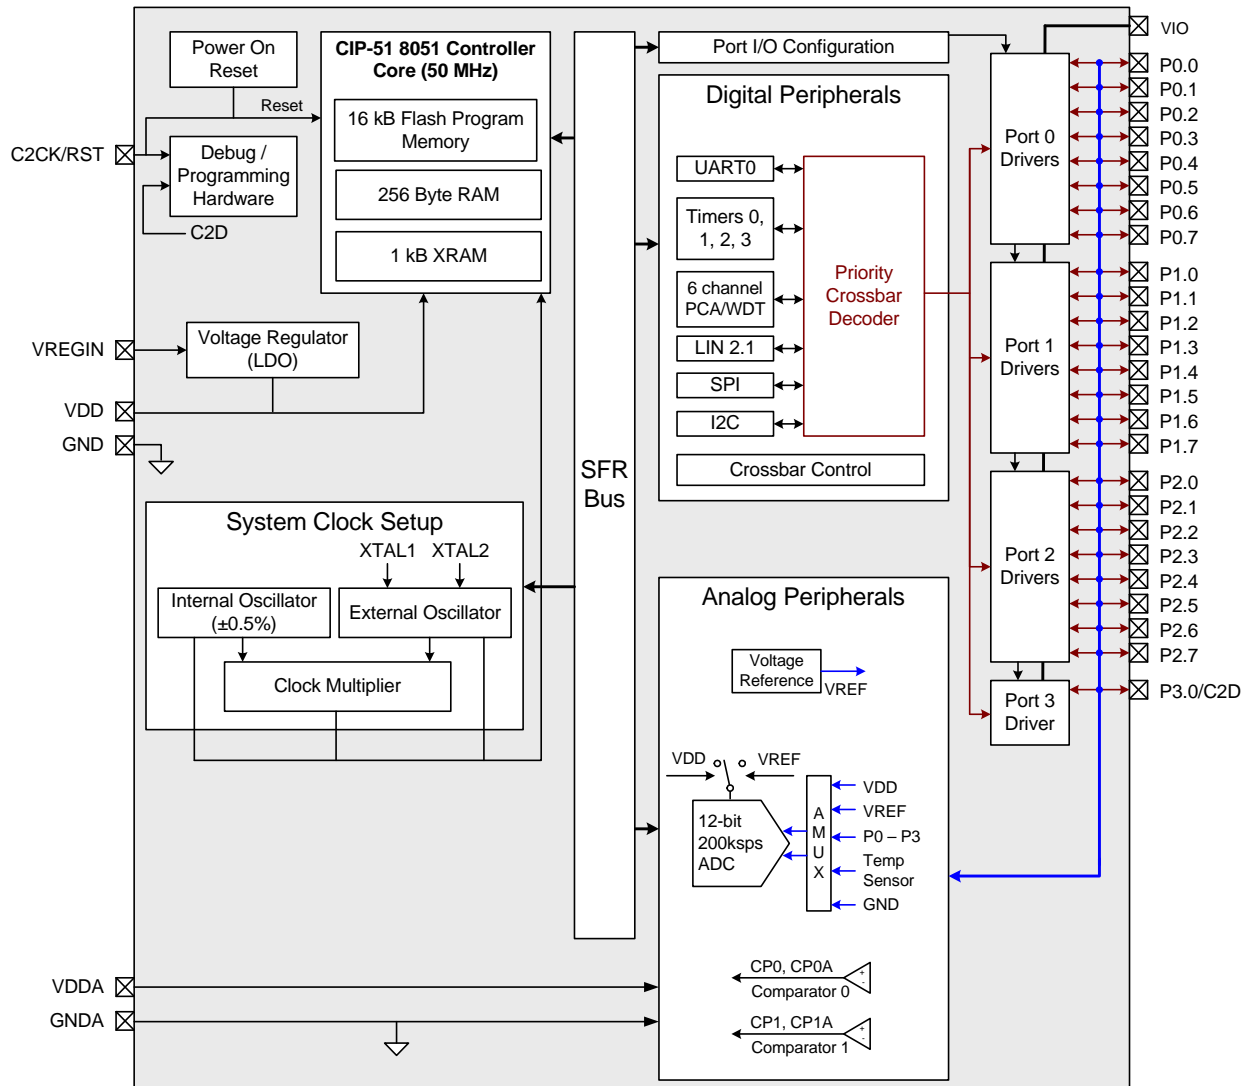 Power On
Reset
Reset
C2CK/RST
Debug /
Programming
Hardware
C2D
CIP-51 8051 Controller
Core (50 MHz)
16 kB Flash Program
Memory
256 Byte RAM
1 kB XRAM
VREGIN
Voltage Regulator
(LDO)
VDD
GND
System Clock Setup
XTAL1
XTAL2
Internal Oscillator
(±0.5%)
External Oscillator
Clock Multiplier
VDDA
GNDA
SFR
Bus
Port I/O Configuration
Digital Peripherals
UART0
Timers 0,
1, 2, 3
6 channel
PCA/WDT
LIN 2.1
SPI
I2C
Priority
Crossbar
Decoder
Crossbar Control
Analog Peripherals
Voltage
Reference
VREF
VDD
VREF
12-bit
200ksps
ADC
A
M
U
X
VDD
VREF
P0 – P3
Temp
Sensor
GND
CP0, CP0A
Comparator 0
+
-
CP1, CP1A
Comparator 1
+
-
Port 0
Drivers
Port 1
Drivers
Port 2
Drivers
Port 3
Driver
VIO
P0.0
P0.1
P0.2
P0.3
P0.4
P0.5
P0.6
P0.7
P1.0
P1.1
P1.2
P1.3
P1.4
P1.5
P1.6
P1.7
P2.0
P2.1
P2.2
P2.3
P2.4
P2.5
P2.6
P2.7
P3.0/C2D